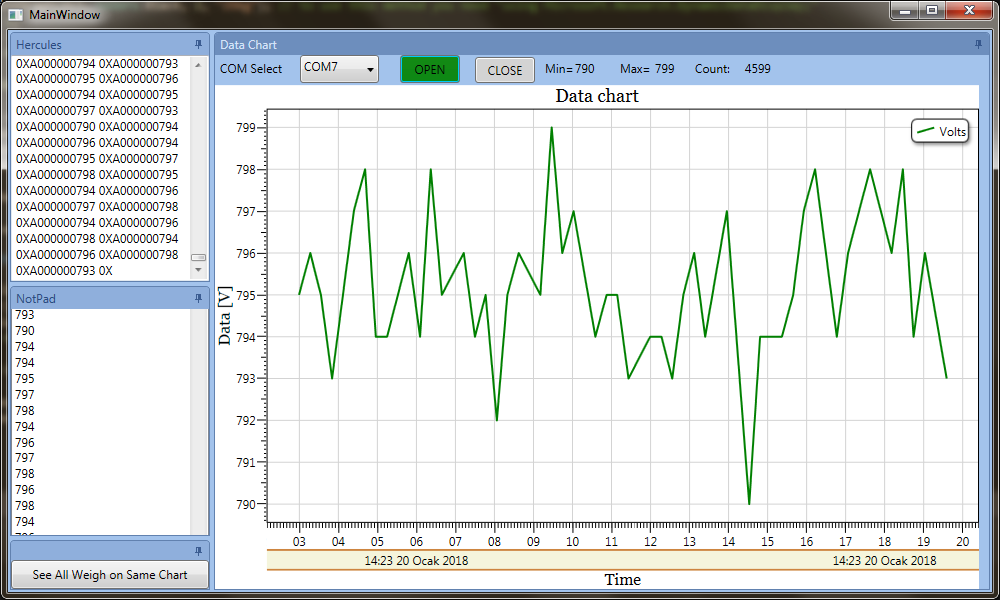 MainWindow
Hercules
0XA000000794 0XA000000793
0XA000000795 0XA000000796
0XA000000794 0XA000000795
0XA000000797 0XA000000793
0XA000000790 0XA000000794
0XA000000796 0XA000000794
0XA000000795 0XA000000797
0XA000000798 0XA000000795
0XA000000794 0XA000000796
0XA000000797 0XA000000798
0XA000000794 0XA000000796
0XA000000798 0XA000000794
0XA000000796 0XA000000798
0XA000000793 0X
NotPad
793
790
794
794
795
797
798
794
796
797
798
796
798
794
See All Weigh on Same Chart
Data Chart
COM Select COM7 OPEN CLOSE Min= 790 Max= 799 Count: 4599
Data chart
Volts
Data [V]
799
798
797
796
795
794
793
792
791
790
03 04 05 06 07 08 09 10 11 12 13 14 15 16 17 18 19 20
14:23 20 Ocak 2018 14:23 20 Ocak 2018
Time